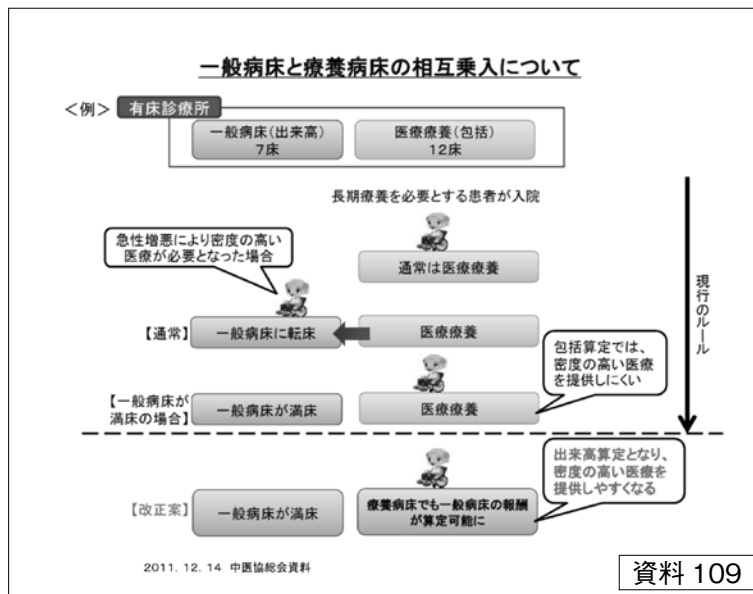 一般病床と療養病床の相互乗入について
<例> 有床診療所
一般病床(出来高)
7床
医療療養(包括)
12床
長期療養を必要とする患者が入院
急性増悪により密度の高い
医療が必要となった場合
通常は医療療養
現行のルール
【通常】
一般病床に転床
医療療養
包括算定では、
密度の高い医療
を提供しにくい
【一般病床が
満床の場合】
一般病床が満床
医療療養
出来高算定となり、
密度の高い医療を
提供しやすくなる
【改正案】
一般病床が満床
療養病床でも一般病床の報酬
が算定可能に
2011. 12. 14 中医協総会資料
資料 109